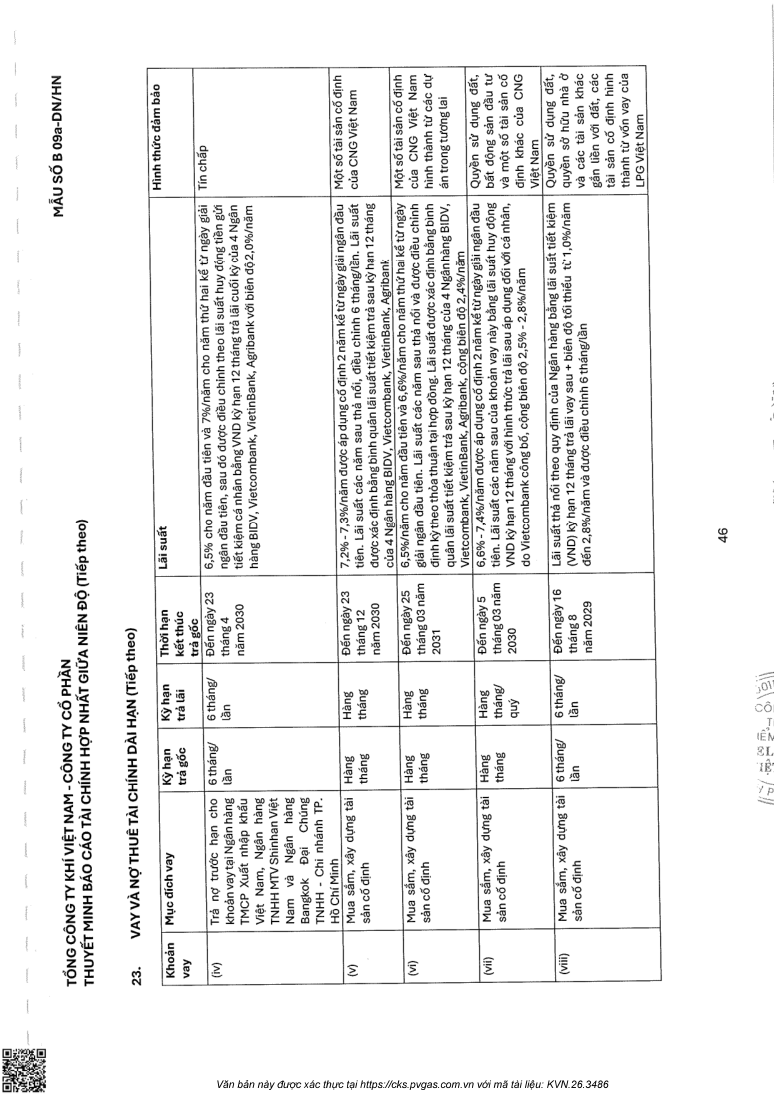 TỔNG CÔNG TY KHÍ VIỆT NAM - CÔNG TY CỔ PHẦN
THUYẾT MINH BÁO CÁO TÀI CHÍNH HỢP NHẤT GIỮA NIÊN ĐỘ (Tiếp theo)
MẪU SỐ B 09a-DN/HN
23. VAY VÀ NỢ THUÊ TÀI CHÍNH DÀI HẠN (Tiếp theo)
Khoản
vay
Mục đích vay
Kỳ hạn
trả gốc
Kỳ hạn
trả lãi
Thời hạn
kết thúc
trả gốc
Lãi suất
Hình thức đảm bảo
(iv)
Trả nợ trước hạn cho
khoản vay tại Ngân hàng
TMCP Xuất nhập khẩu
Việt Nam, Ngân hàng
TNHH MTV Shinhan Việt
Nam và Ngân hàng
Bangkok Đại Chúng
TNHH - Chi nhánh TP.
Hồ Chí Minh
6 tháng/
lần
6 tháng/
lần
Đến ngày 23
tháng 4
năm 2030
6,5% cho năm đầu tiên và 7%/năm cho năm thứ hai kể từ ngày giải
ngân đầu tiên, sau đó được điều chỉnh theo lãi suất huy động tiền gửi
tiết kiệm cá nhân bằng VND kỳ hạn 12 tháng trả lãi cuối kỳ của 4 Ngân
hàng BIDV, Vietcombank, VietinBank, Agribank với biên độ 2,0%/năm
Tín chấp
(v)
Mua sắm, xây dựng tài
sản cố định
Hàng
tháng
Hàng
tháng
Đến ngày 23
tháng 12
năm 2030
7,2% - 7,3%/năm được áp dụng cố định 2 năm kể từ ngày giải ngân đầu
tiên. Lãi suất các năm sau thả nổi, điều chỉnh 6 tháng/lần. Lãi suất
được xác định bằng bình quân lãi suất tiết kiệm trả sau kỳ hạn 12 tháng
của 4 Ngân hàng BIDV, Vietcombank, VietinBank, Agribank
Một số tài sản cố định
của CNG Việt Nam
(vi)
Mua sắm, xây dựng tài
sản cố định
Hàng
tháng
Hàng
tháng
Đến ngày 25
tháng 03 năm
2031
6,5%/năm cho năm đầu tiên và 6,6%/năm cho năm thứ hai kể từ ngày
giải ngân đầu tiên. Lãi suất các năm sau thả nổi và được điều chỉnh
định kỳ theo thỏa thuận tại hợp đồng. Lãi suất được xác định bằng bình
quân lãi suất tiết kiệm trả sau kỳ hạn 12 tháng của 4 Ngân hàng BIDV,
Vietcombank, VietinBank, Agribank, cộng biên độ 2,4%/năm
Một số tài sản cố định
của CNG Việt Nam
hình thành từ các dự
án trong tương lai
(vii)
Mua sắm, xây dựng tài
sản cố định
Hàng
tháng
Hàng
tháng/
quý
Đến ngày 5
tháng 03 năm
2030
6,6% - 7,4%/năm được áp dụng cố định 2 năm kể từ ngày giải ngân đầu
tiên. Lãi suất các năm sau của khoản vay này bằng lãi suất huy động
VND kỳ hạn 12 tháng với hình thức trả lãi sau áp dụng đối với cá nhân,
do Vietcombank công bố, cộng biên độ 2,5% - 2,8%/năm
Quyền sử dụng đất,
bất động sản đầu tư
và một số tài sản cố
định khác của CNG
Việt Nam
(viii)
Mua sắm, xây dựng tài
sản cố định
6 tháng/
lần
6 tháng/
lần
Đến ngày 16
tháng 8
năm 2029
Lãi suất thả nổi theo quy định của Ngân hàng bằng lãi suất tiết kiệm
(VND) kỳ hạn 12 tháng trả lãi vay sau + biên độ tối thiểu từ 1,0%/năm
đến 2,8%/năm và được điều chỉnh 6 tháng/lần
Quyền sử dụng đất,
quyền sở hữu nhà ở
và các tài sản khác
gắn liền với đất, các
tài sản cố định hình
thành từ vốn vay của
LPG Việt Nam
46
Văn bản này được xác thực tại https://cks.pvgas.com.vn với mã tài liệu: KVN.26.3486